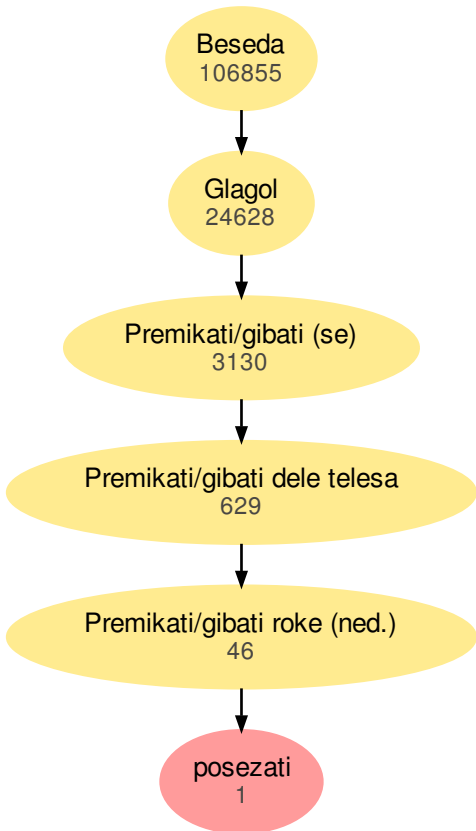 Beseda
106855
Glagol
24628
Premikati/gibati (se)
3130
Premikati/gibati dele telesa
629
Premikati/gibati roke (ned.)
46
posezati
1